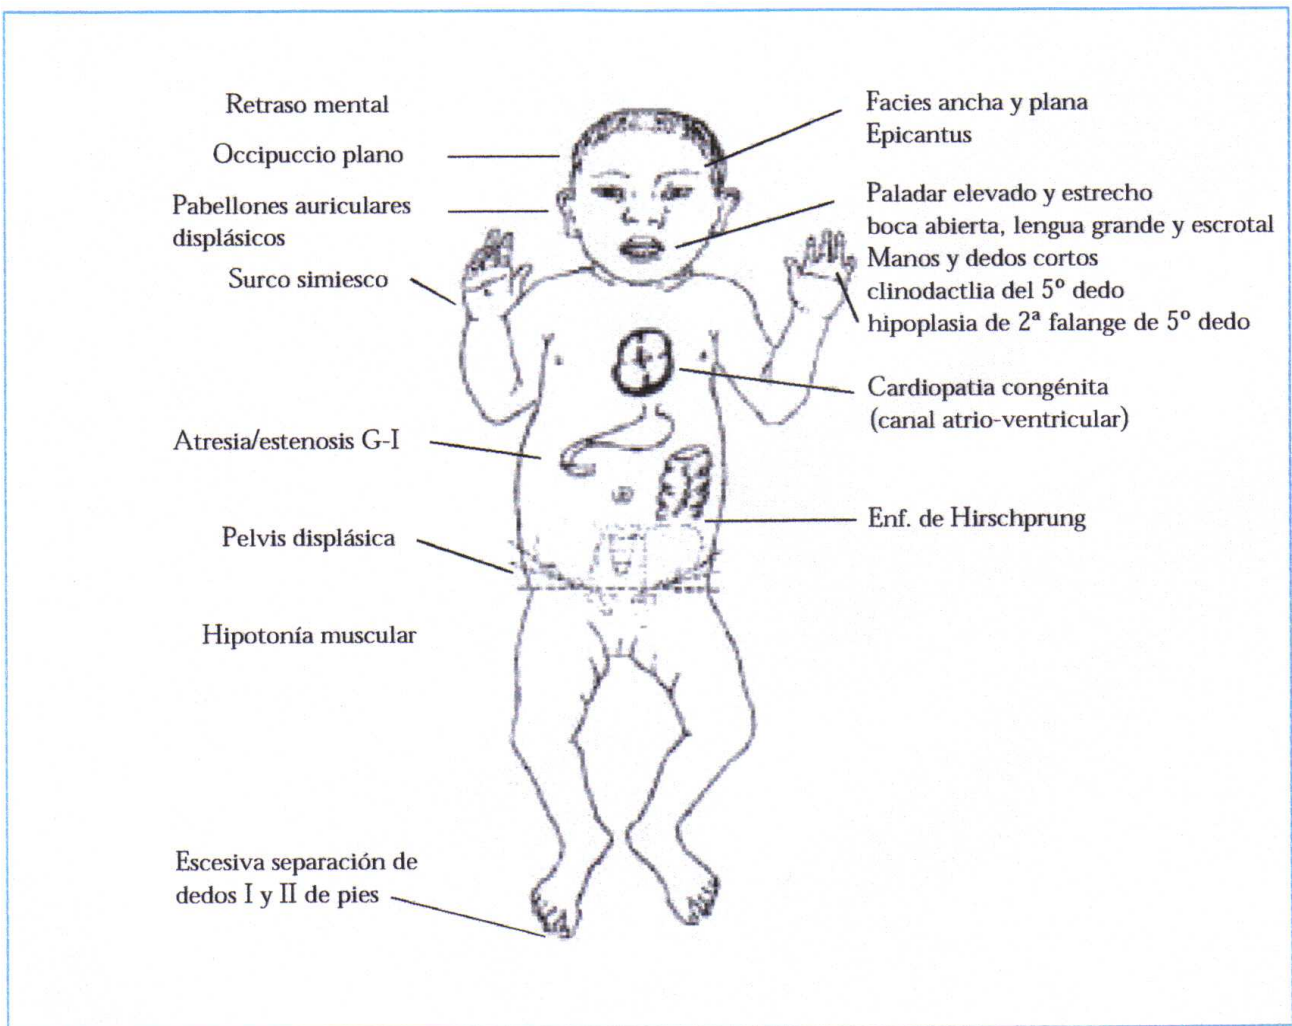 Retraso mental
Occipuccio plano
Pabellones auriculares
displásicos
Surco simiesco
Atresia/estenosis G-I
Pelvis displásica
Hipotonía muscular
Escesiva separación de
dedos I y II de pies
Facies ancha y plana
Epicantus
Paladar elevado y estrecho
boca abierta, lengua grande y escrotal
Manos y dedos cortos
clinodactlia del 5º dedo
hipoplasia de 2ª falange de 5º dedo
Cardiopatia congénita
(canal atrio-ventricular)
Enf. de Hirschprung